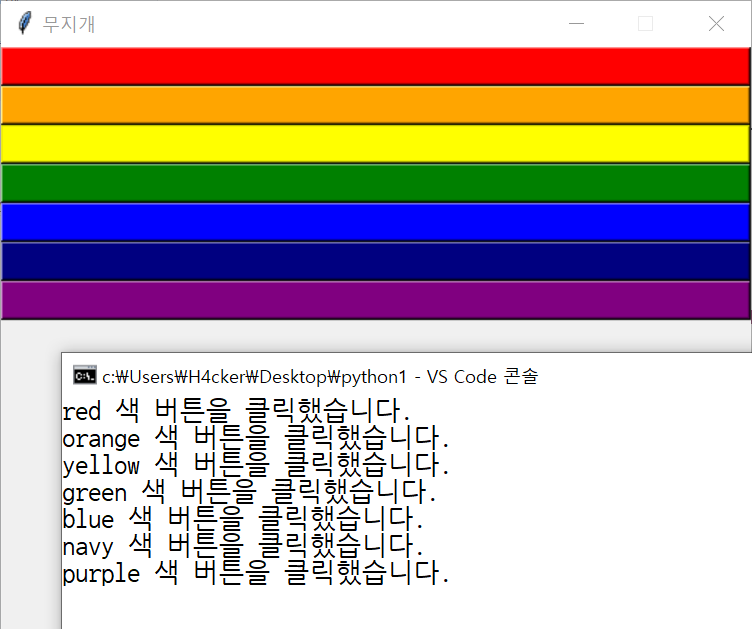 무지개
c:₩Users₩H4cker₩Desktop₩python1 - VS Code 콘솔
red 색 버튼을 클릭했습니다.
orange 색 버튼을 클릭했습니다.
yellow 색 버튼을 클릭했습니다.
green 색 버튼을 클릭했습니다.
blue 색 버튼을 클릭했습니다.
navy 색 버튼을 클릭했습니다.
purple 색 버튼을 클릭했습니다.